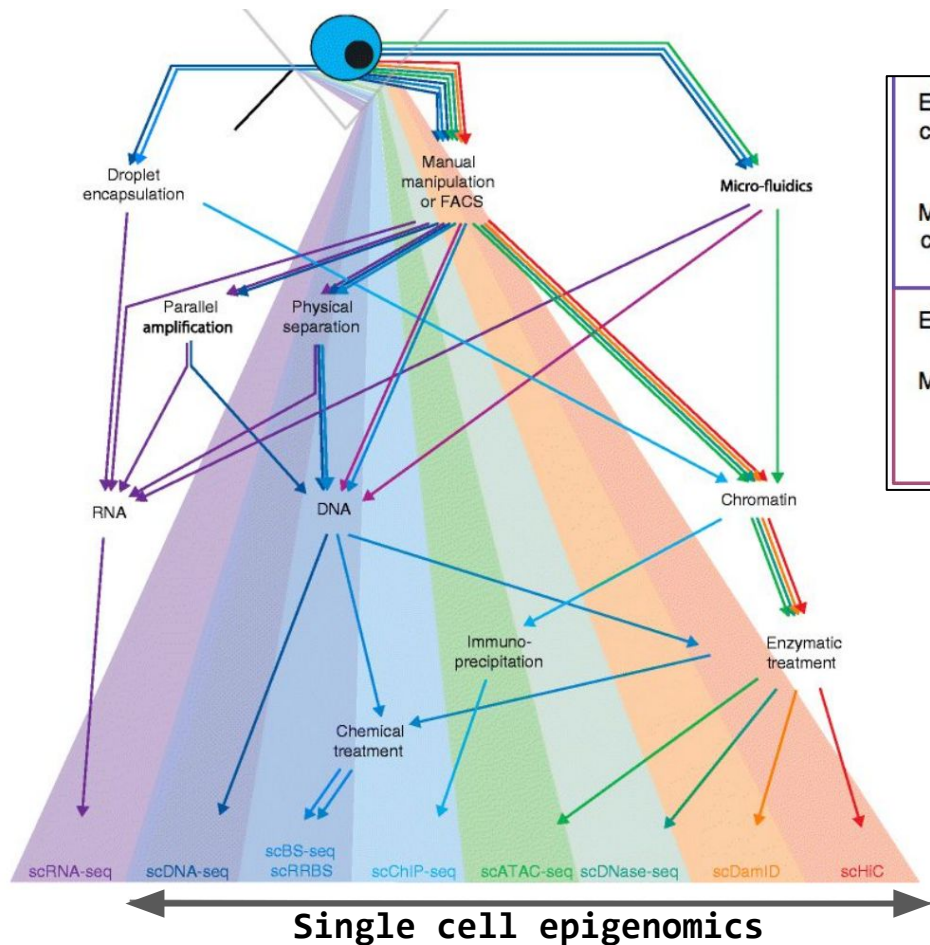 Droplet
encapsulation
Manual
manipulation
or FACS
Micro-fluidics
E
c
M
c
E
M
Parallel
amplification
Physical
separation
RNA
DNA
Chromatin
Immuno-
precipitation
Enzymatic
treatment
Chemical
treatment
scRNA-seq
scDNA-seq
scBS-seq
scRRBS
scChIP-seq
scATAC-seq
scDNase-seq
scDamID
scHiC
Single cell epigenomics